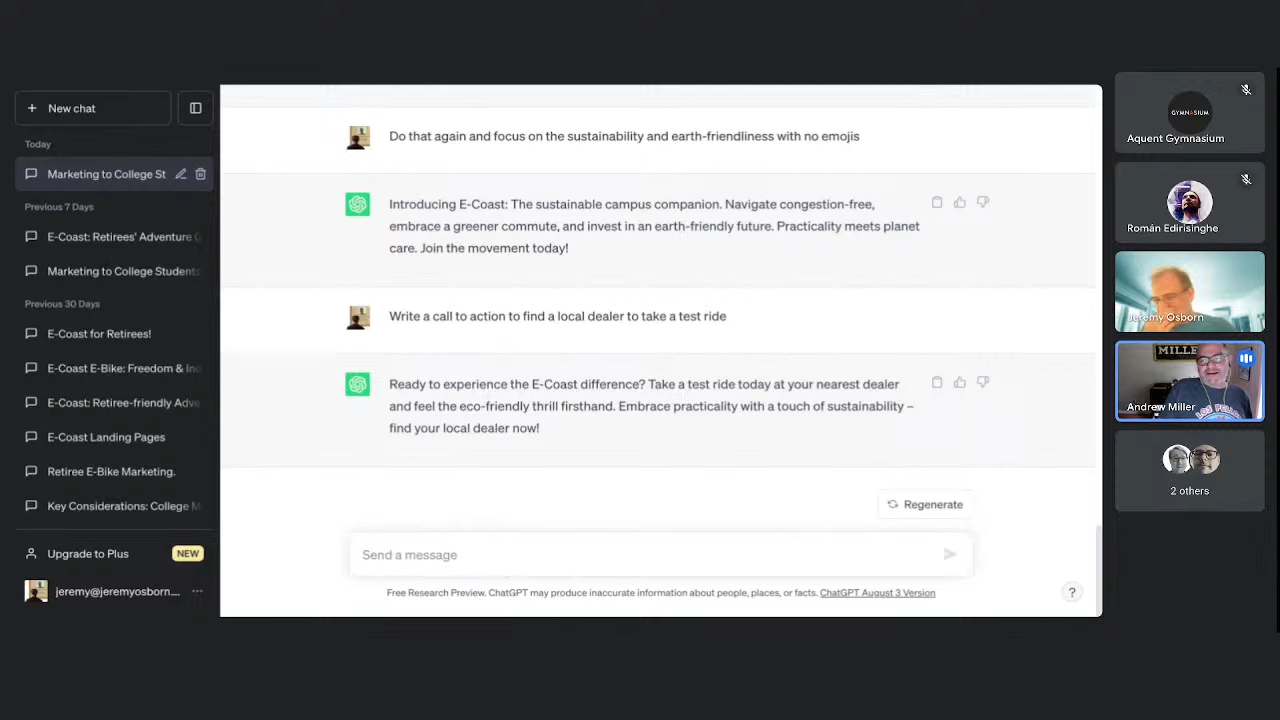 New chat
Today
Marketing to College St
Previous 7 Days
E-Coast: Retirees' Adventure
Marketing to College Students
Previous 30 Days
E-Coast for Retirees!
E-Coast E-Bike: Freedom & Ind
E-Coast: Retiree-friendly Adve
E-Coast Landing Pages
Retiree E-Bike Marketing.
Key Considerations: College M
Upgrade to Plus
NEW
jeremy@jeremyosborn....
Do that again and focus on the sustainability and earth-friendliness with no emojis
Introducing E-Coast: The sustainable campus companion. Navigate congestion-free,
embrace a greener commute, and invest in an earth-friendly future. Practicality meets planet
care. Join the movement today!
Write a call to action to find a local dealer to take a test ride
Ready to experience the E-Coast difference? Take a test ride today at your nearest dealer
and feel the eco-friendly thrill firsthand. Embrace practicality with a touch of sustainability –
find your local dealer now!
Regenerate
Send a message
Free Research Preview. ChatGPT may produce inaccurate information about people, places, or facts. ChatGPT August 3 Version
?
GYMNASIUM
Aquent Gymnasium
Román Edirisinghe
Jeremy Osborn
MILLE
Andrew Miller
2 others